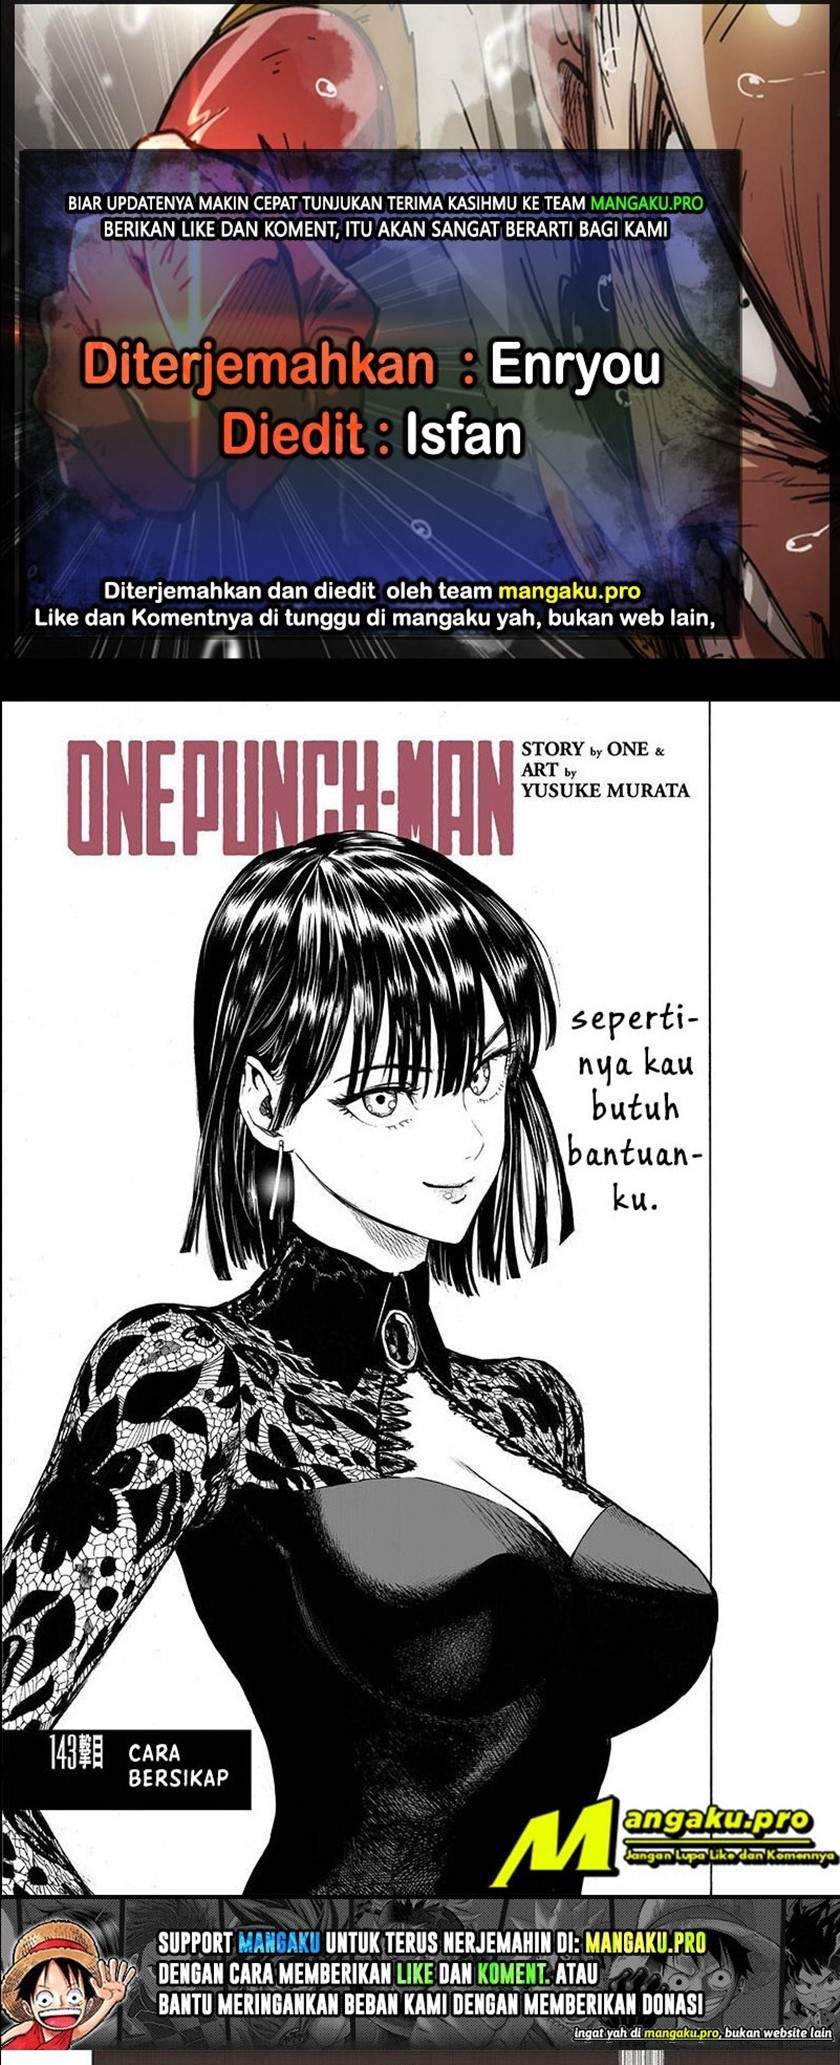 BIAR UPDATENYA MAKIN CEPAT TUNJUKAN TERIMA KASIHMU KE TEAM MANGAKU.PRO
BERIKAN LIKE DAN KOMENT, ITU AKAN SANGAT BERARTI BAGI KAMI
Diterjemahkan : Enryou
Diedit : Isfan
Diterjemahkan dan diedit oleh team mangaku.pro
Like dan Komentnya di tunggu di mangaku yah, bukan web lain,
ONE PUNCH-MAN
STORY by ONE &
ART by
YUSUKE MURATA
seperti-
nya kau
butuh
bantuan-
ku.
143撃目
CARA
BERSIKAP
Mangaku.pro
Jangan Lupa Like dan Komennya
SUPPORT MANGAKU UNTUK TERUS NERJEMAHIN DI: MANGAKU.PRO
DENGAN CARA MEMBERIKAN LIKE DAN KOMENT. ATAU
BANTU MERINGANKAN BEBAN KAMI DENGAN MEMBERIKAN DONASI
ingat yah di mangaku.pro, bukan website lain